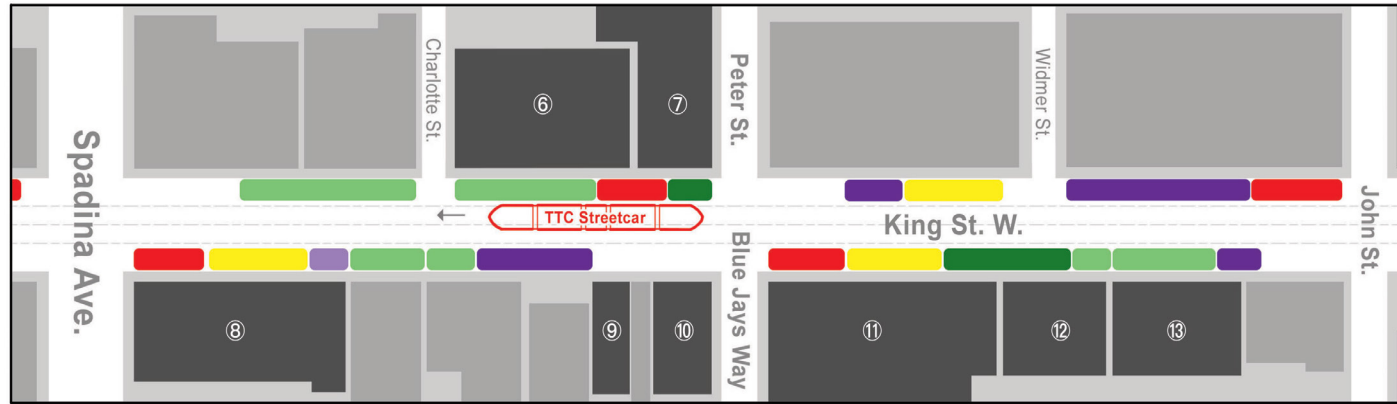 Spadina Ave.
Charlotte St.
⑥
⑦
Peter St.
Widmer St.
John St.
TTC Streetcar
King St. W.
Blue Jays Way
⑧
⑨
⑩
⑪
⑫
⑬